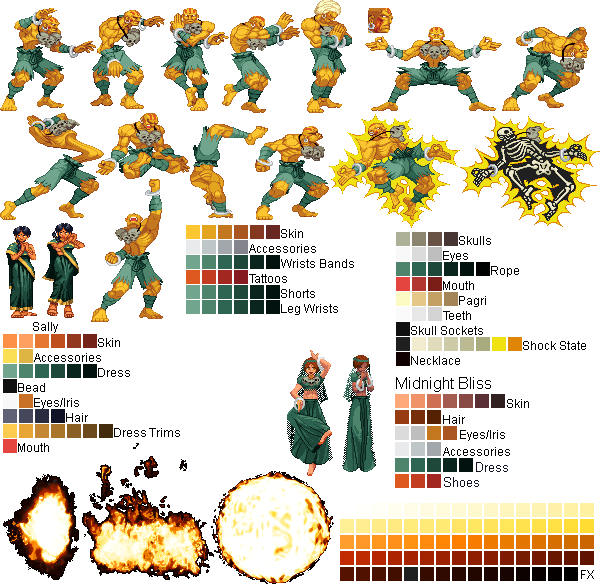 Skin
Accessories
Wrists Bands
Tattoos
Shorts
Leg Wrists
Skulls
Eyes
Rope
Mouth
Pagri
Teeth
Skull Sockets
Shock State
Necklace
Sally
Skin
Accessories
Dress
Bead
Eyes/Iris
Hair
Dress Trims
Mouth
Midnight Bliss
Skin
Hair
Eyes/Iris
Accessories
Dress
Shoes
FX